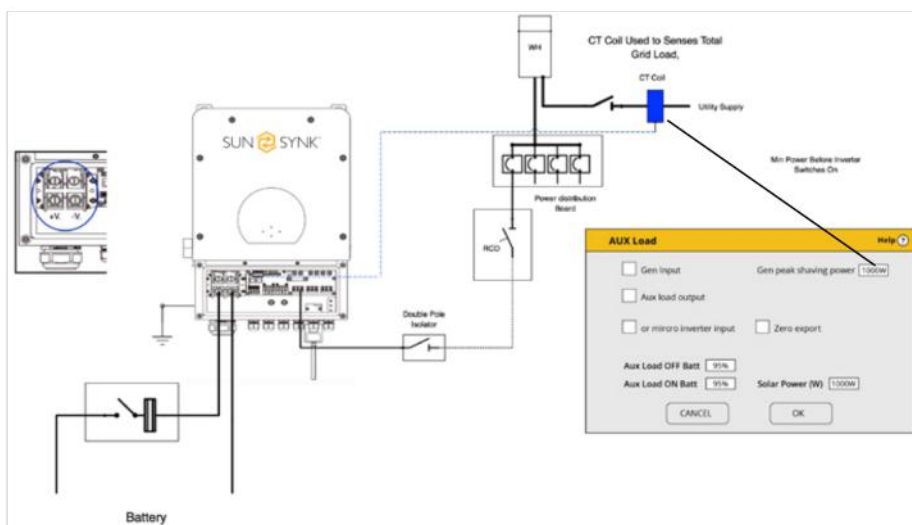 WH
CT Coil Used to Senses Total
Grid Load,
CT Coil
Utility Supply
SUN SYNK™
+V. -V.
Power distribution
Board
Min Power Before Inverter
Switches On
RCD
AUX Load
Help ?
Gen Input
Gen peak shaving power 1000W
Aux load output
or mircro inverter input
Zero export
Double Pole
Isolator
Aux Load OFF Batt 95%
Aux Load ON Batt 95%
Solar Power (W) 1000W
CANCEL
OK
Battery